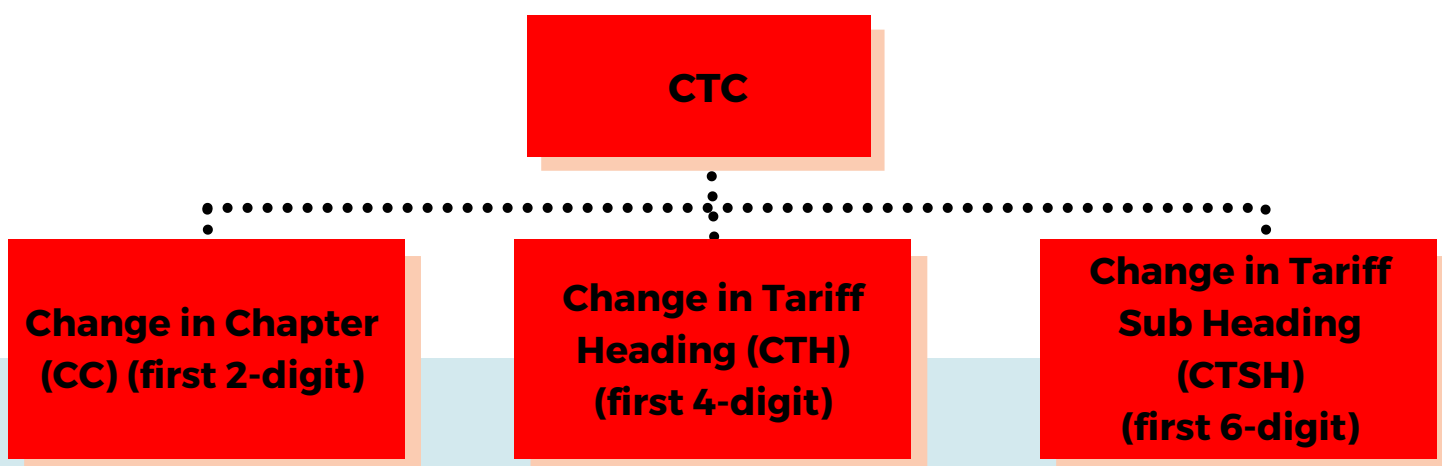 CTC
Change in Chapter
(CC) (first 2-digit)
Change in Tariff
Heading (CTH)
(first 4-digit)
Change in Tariff
Sub Heading
(CTSH)
(first 6-digit)